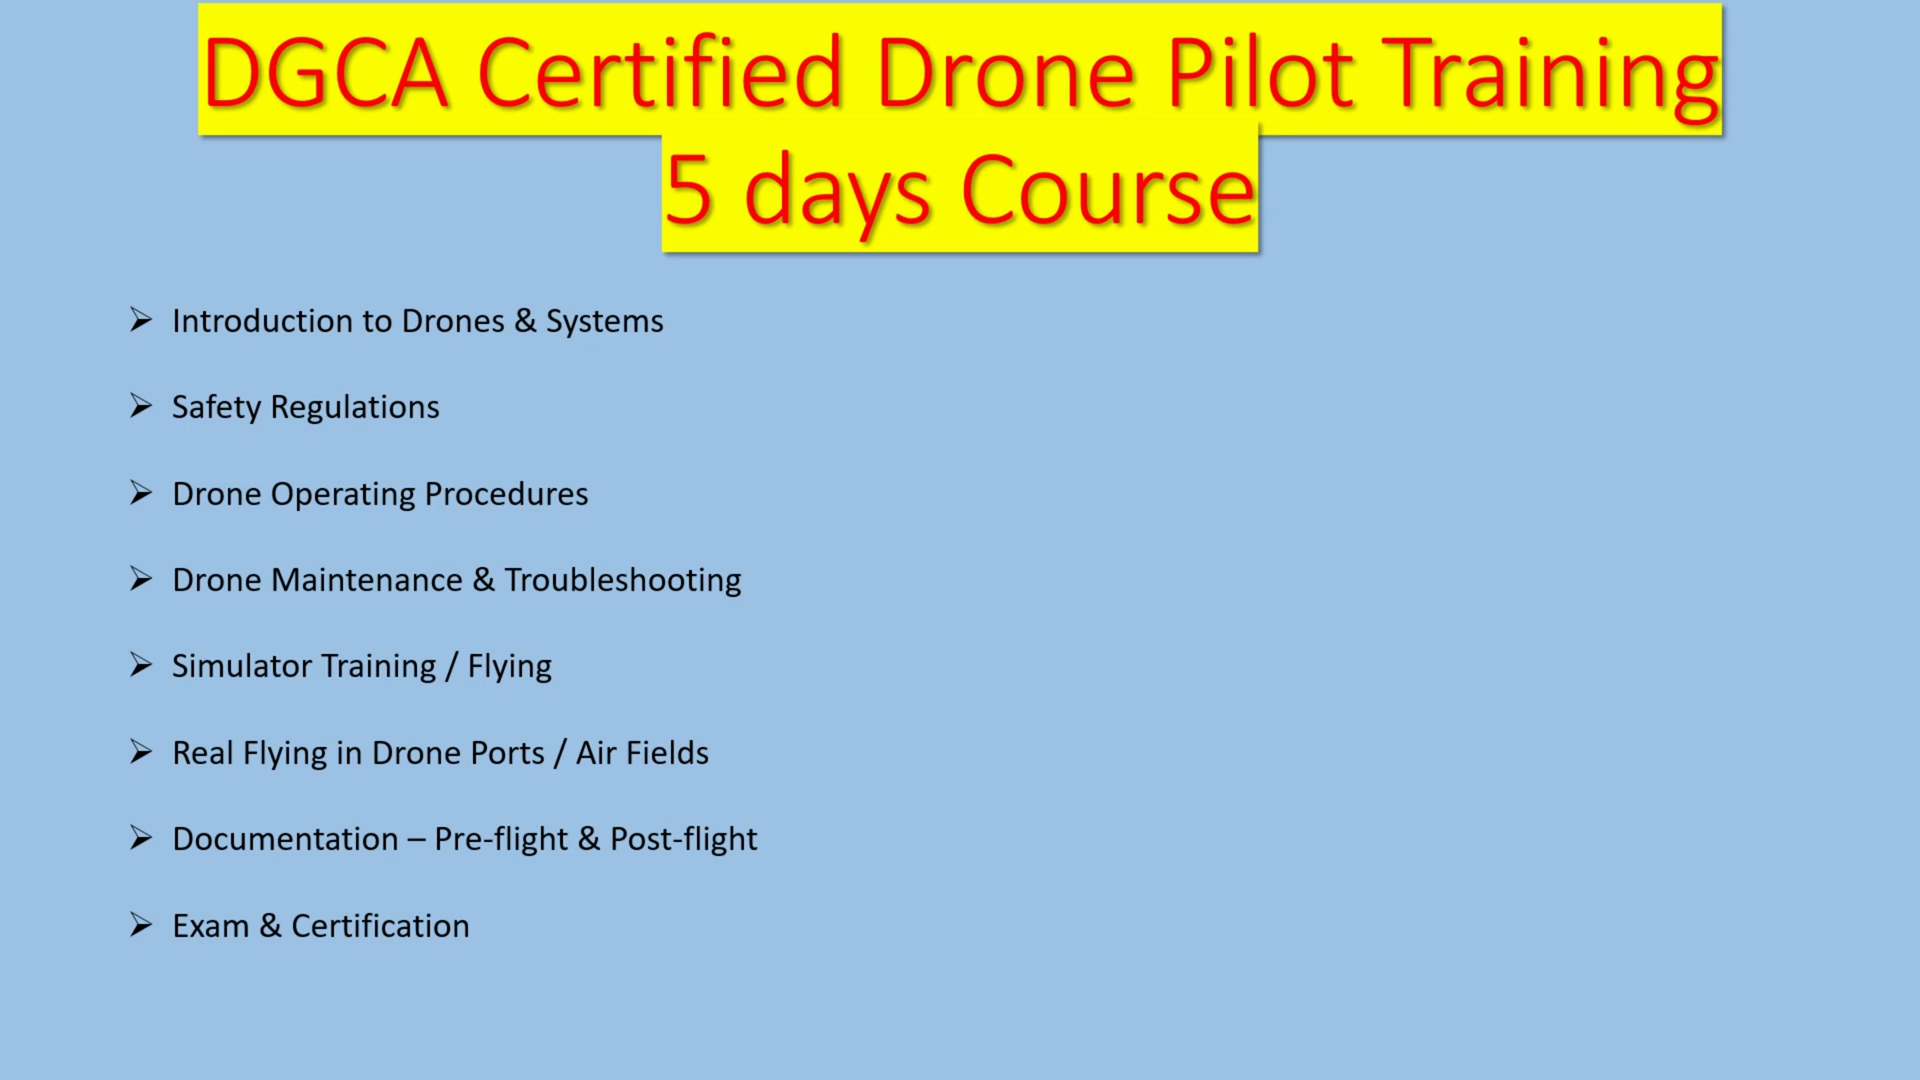 DGCA Certified Drone Pilot Training
5 days Course
➢ Introduction to Drones & Systems
➢ Safety Regulations
➢ Drone Operating Procedures
➢ Drone Maintenance & Troubleshooting
➢ Simulator Training / Flying
➢ Real Flying in Drone Ports / Air Fields
➢ Documentation – Pre-flight & Post-flight
➢ Exam & Certification